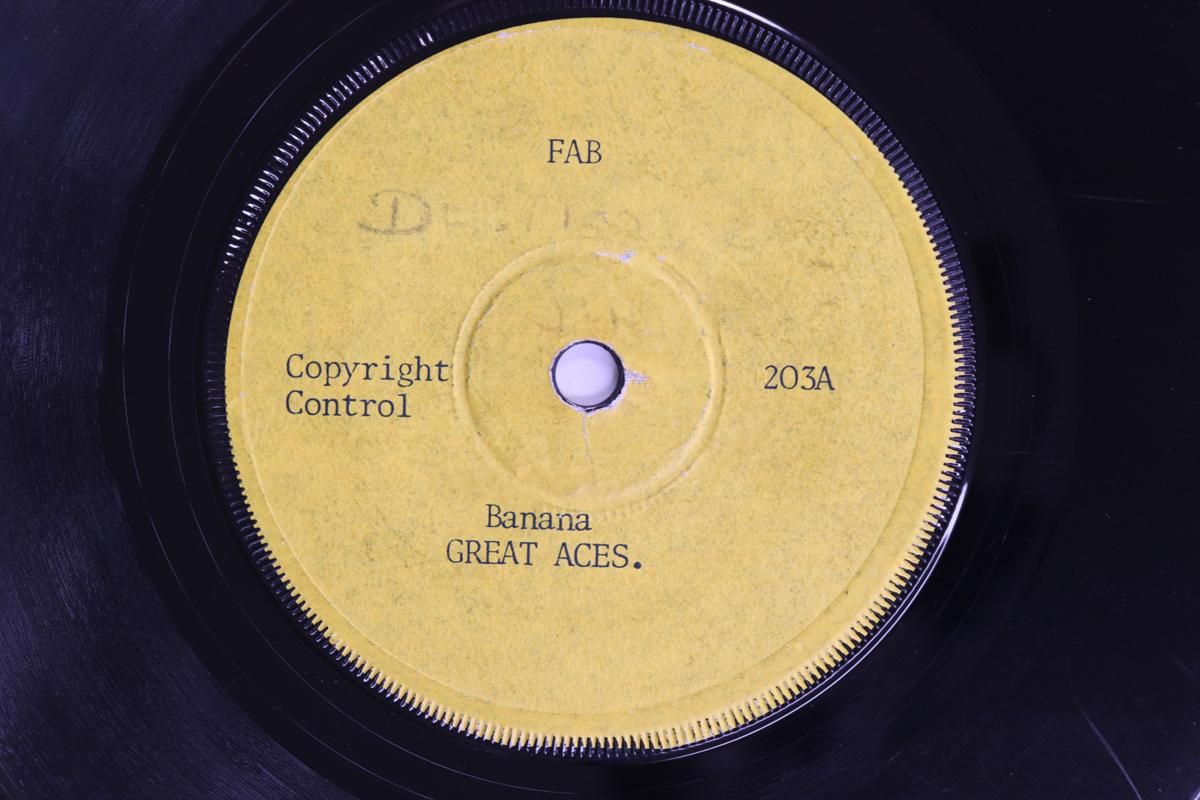 FAB
Copyright
Control
203A
Banana
GREAT ACES.